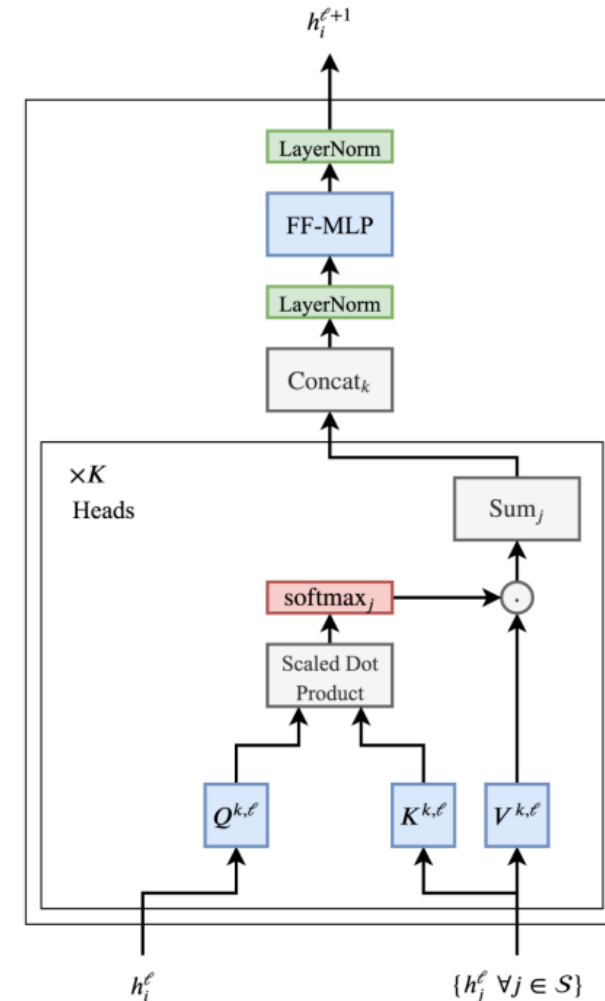 h_i^{ℓ+1}
LayerNorm
FF-MLP
LayerNorm
Concat_k
×K
Heads
Sum_j
softmax_j
.
Scaled Dot
Product
Q^{k,ℓ}
K^{k,ℓ}
V^{k,ℓ}
h_i^ℓ
{h_j^ℓ ∀j ∈ 𝒮}